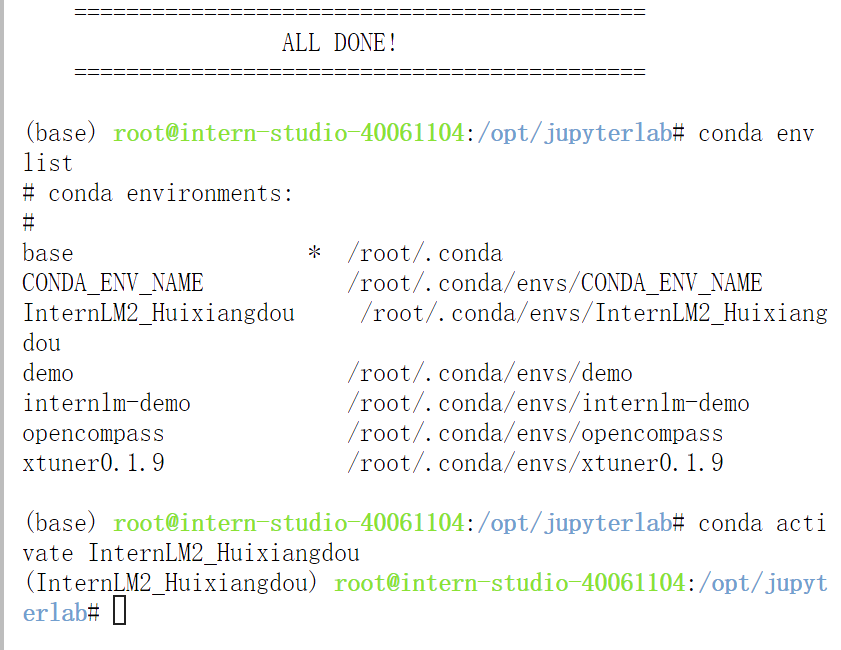 ============================================
ALL DONE!
============================================
(base) root@intern-studio-40061104:/opt/jupyterlab# conda env
list
# conda environments:
#
base                  *  /root/.conda
CONDA_ENV_NAME           /root/.conda/envs/CONDA_ENV_NAME
InternLM2_Huixiangdou     /root/.conda/envs/InternLM2_Huixiang
dou
demo                     /root/.conda/envs/demo
internlm-demo            /root/.conda/envs/internlm-demo
opencompass              /root/.conda/envs/opencompass
xtuner0.1.9              /root/.conda/envs/xtuner0.1.9
(base) root@intern-studio-40061104:/opt/jupyterlab# conda acti
vate InternLM2_Huixiangdou
(InternLM2_Huixiangdou) root@intern-studio-40061104:/opt/jupyt
erlab#